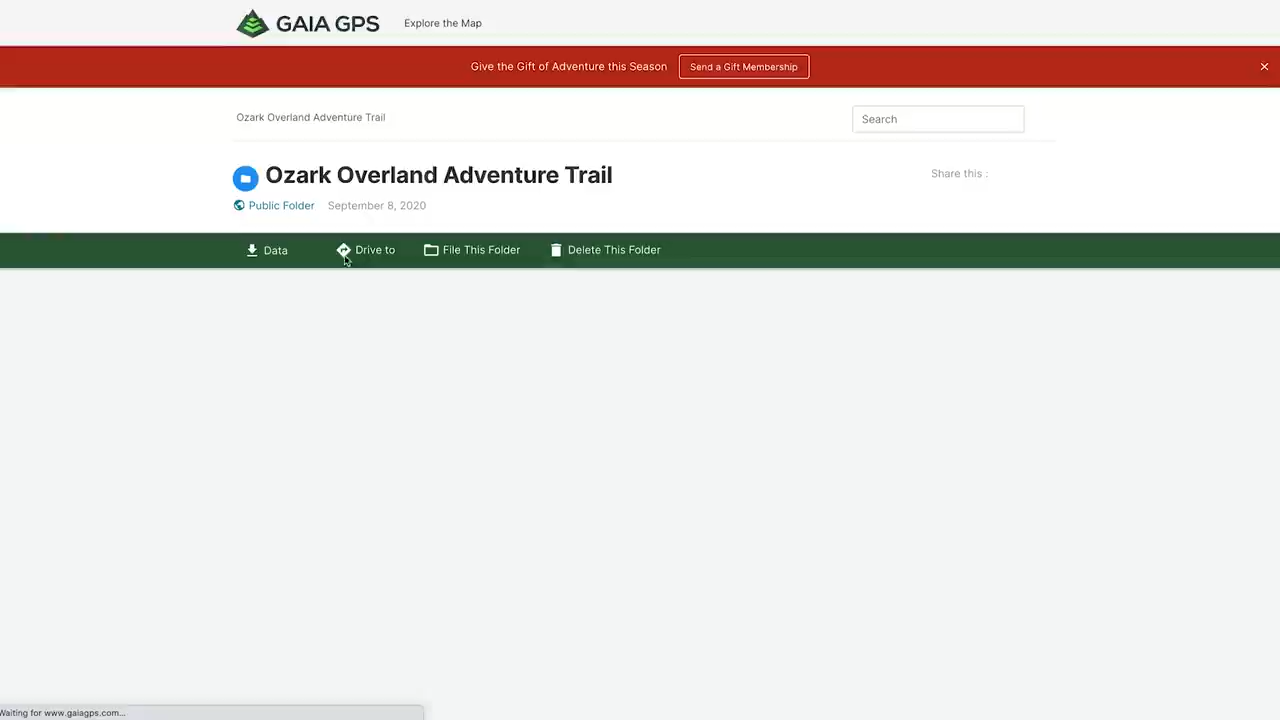 GAIA GPS
Explore the Map
Give the Gift of Adventure this Season
Send a Gift Membership
×
Ozark Overland Adventure Trail
Search
Ozark Overland Adventure Trail
Share this :
Public Folder
September 8, 2020
Data
Drive to
File This Folder
Delete This Folder
Waiting for www.gaiagps.com...